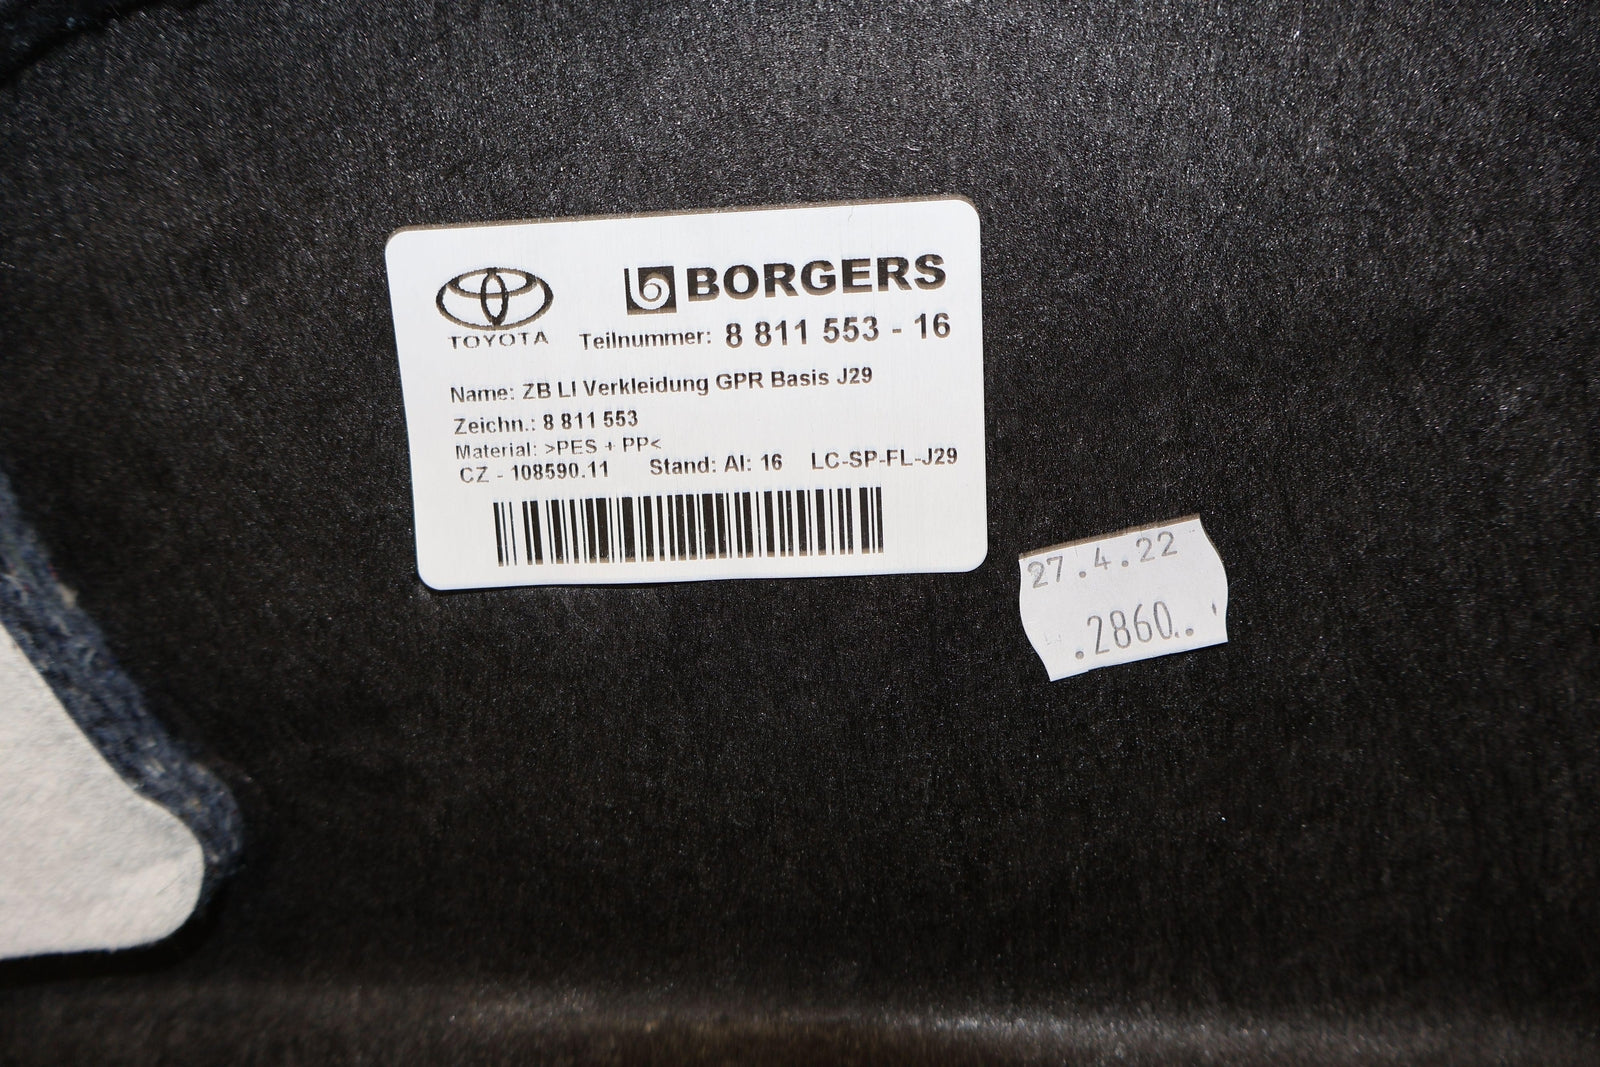 TOYOTA
BORGERS
Teilnummer: 8 811 553 - 16
Name: ZB LI Verkleidung GPR Basis J29
Zeichn.: 8 811 553
Material: >PES + PP<
CZ - 108590.11 Stand: AI: 16 LC-SP-FL-J29
27.4.22
.2860..